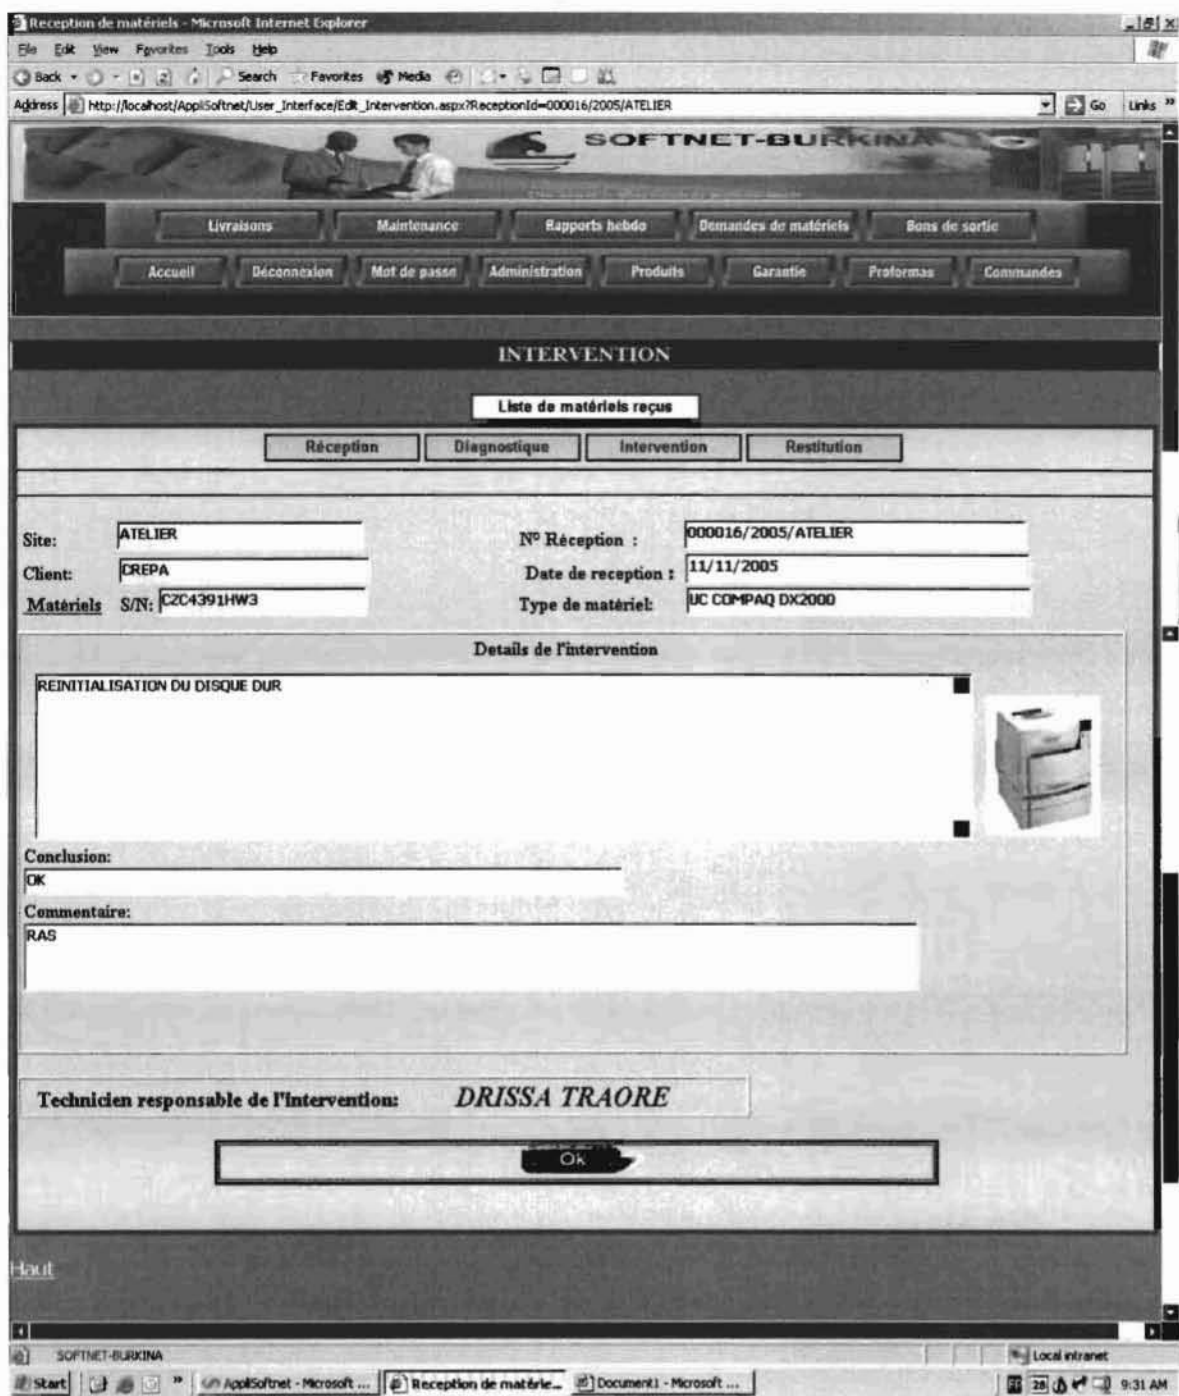 Reception de matériels - Microsoft Internet Explorer
File Edit View Favorites Tools Help
Back Search Favorites Media
Address http://localhost/AppliSoftnet/User_Interface/Edit_Intervention.aspx?ReceptionId=000016/2005/ATELIER Go Links »
SOFTNET-BURKINA
Livraisons Maintenance Rapports hebdo Demandes de matériels Bons de sortie
Accueil Déconnexion Mot de passe Administration Produits Garantie Proformas Commandes
INTERVENTION
Liste de matériels reçus
Réception Diagnostique Intervention Restitution
Site: ATELIER N° Réception : 000016/2005/ATELIER
Client: CREPA Date de reception : 11/11/2005
Matériels S/N: CZC4391HW3 Type de matériel: UC COMPAQ DX2000
Details de l'intervention
REINITIALISATION DU DISQUE DUR
Conclusion:
OK
Commentaire:
RAS
Technicien responsable de l'intervention: DRISSA TRAORE
Ok
Haut
SOFTNET-BURKINA Local intranet
Start » AppliSoftnet - Microsoft ... Reception de matérie... Document1 - Microsoft ... 28 9:31 AM